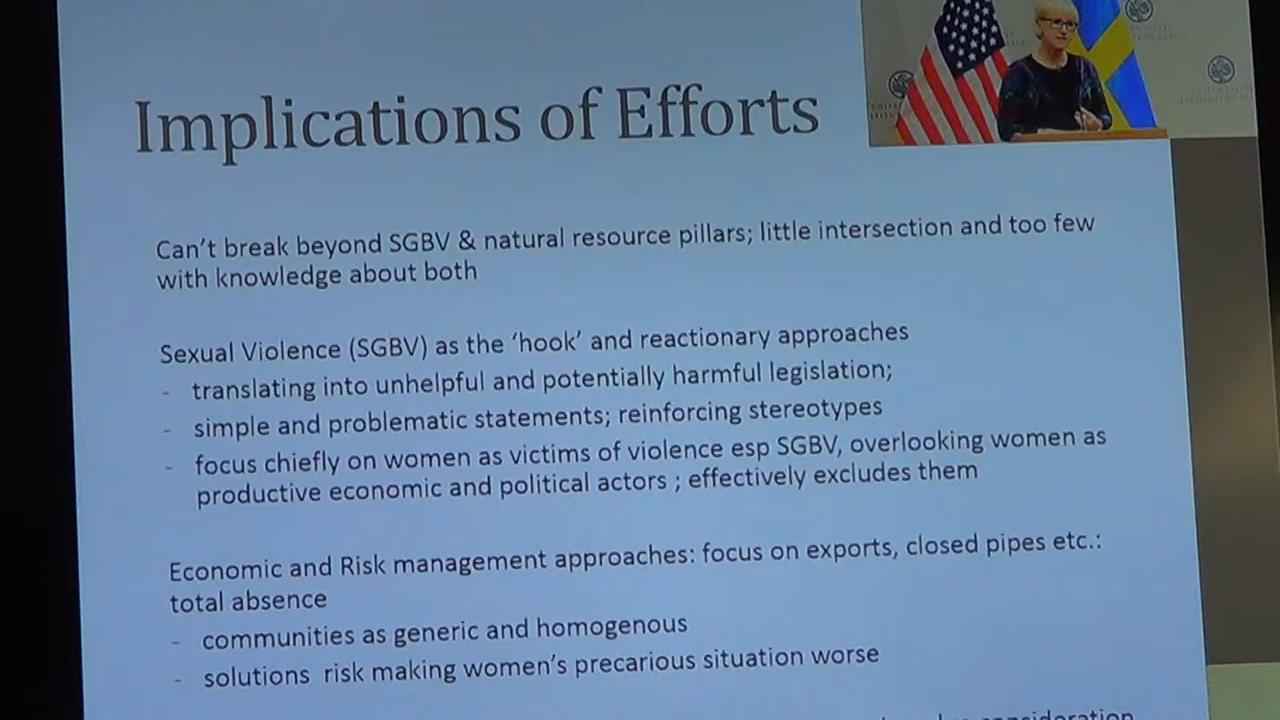 Implications of Efforts
Can't break beyond SGBV & natural resource pillars; little intersection and too few
with knowledge about both
Sexual Violence (SGBV) as the 'hook' and reactionary approaches
- translating into unhelpful and potentially harmful legislation;
- simple and problematic statements; reinforcing stereotypes
- focus chiefly on women as victims of violence esp SGBV, overlooking women as
productive economic and political actors ; effectively excludes them
Economic and Risk management approaches: focus on exports, closed pipes etc.:
total absence
- communities as generic and homogenous
- solutions risk making women's precarious situation worse
consideration